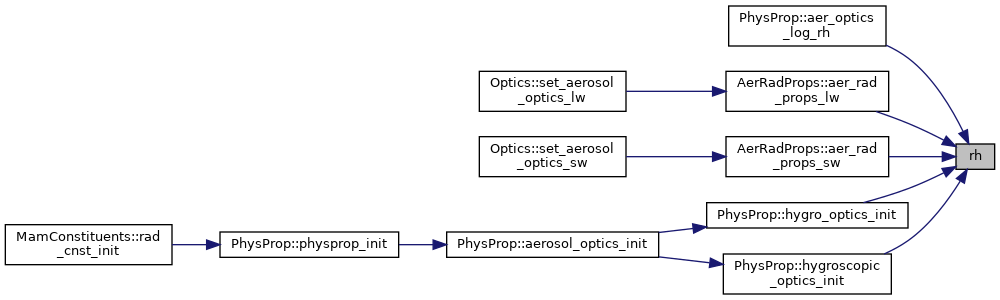 PhysProp::aer_optics
_log_rh
Optics::set_aerosol
_optics_lw
AerRadProps::aer_rad
_props_lw
Optics::set_aerosol
_optics_sw
AerRadProps::aer_rad
_props_sw
rh
PhysProp::hygro_optics_init
MamConstituents::rad
_cnst_init
PhysProp::physprop_init
PhysProp::aerosol_optics_init
PhysProp::hygroscopic
_optics_init